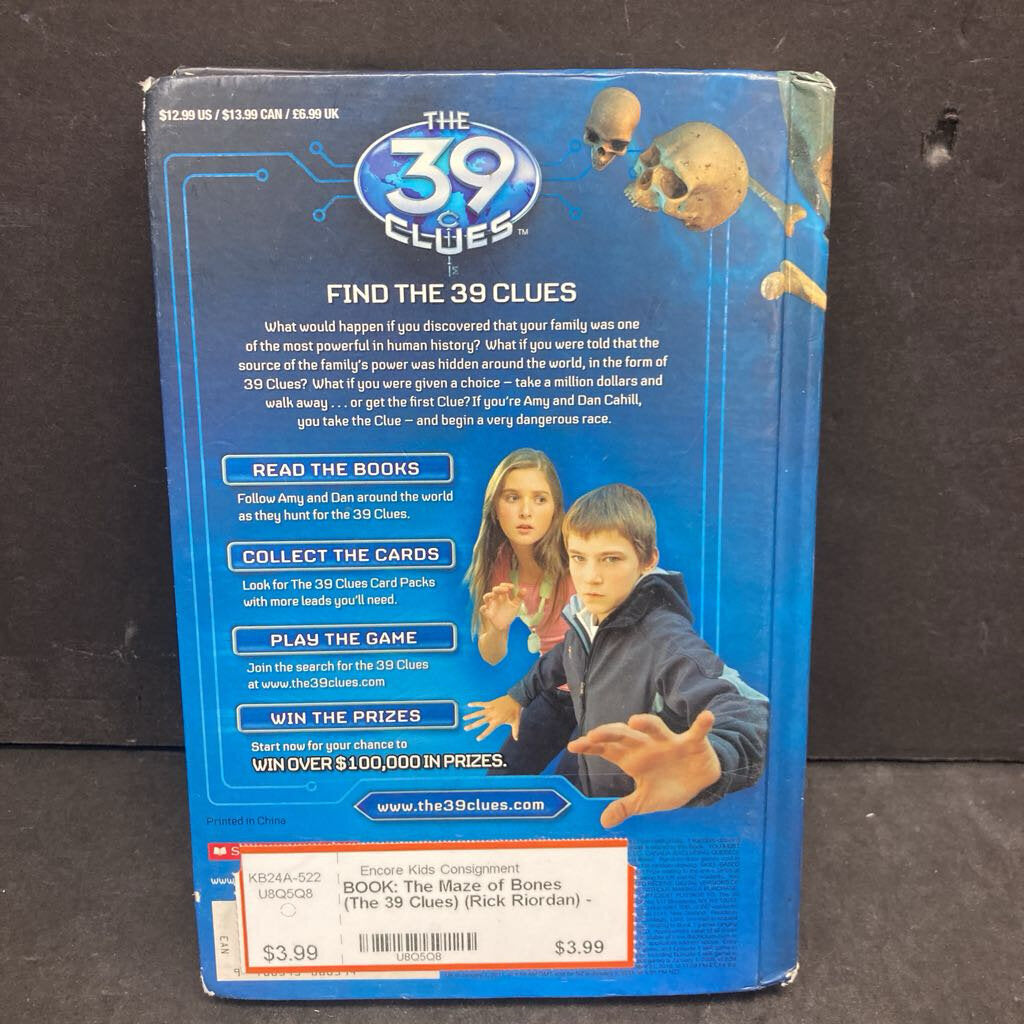 $12.99 US / $13.99 CAN / £6.99 UK
THE
39
CLUES™
FIND THE 39 CLUES
What would happen if you discovered that your family was one
of the most powerful in human history? What if you were told that the
source of the family's power was hidden around the world, in the form of
39 Clues? What if you were given a choice – take a million dollars and
walk away . . . or get the first Clue? If you're Amy and Dan Cahill,
you take the Clue – and begin a very dangerous race.
READ THE BOOKS
Follow Amy and Dan around the world
as they hunt for the 39 Clues.
COLLECT THE CARDS
Look for The 39 Clues Card Packs
with more leads you'll need.
PLAY THE GAME
Join the search for the 39 Clues
at www.the39clues.com
WIN THE PRIZES
Start now for your chance to
WIN OVER $100,000 IN PRIZES.
www.the39clues.com
Printed in China
KB24A-522
U8Q5Q8
$3.99
Encore Kids Consignment
BOOK: The Maze of Bones
(The 39 Clues) (Rick Riordan) -
U8Q5Q8
$3.99
EAN